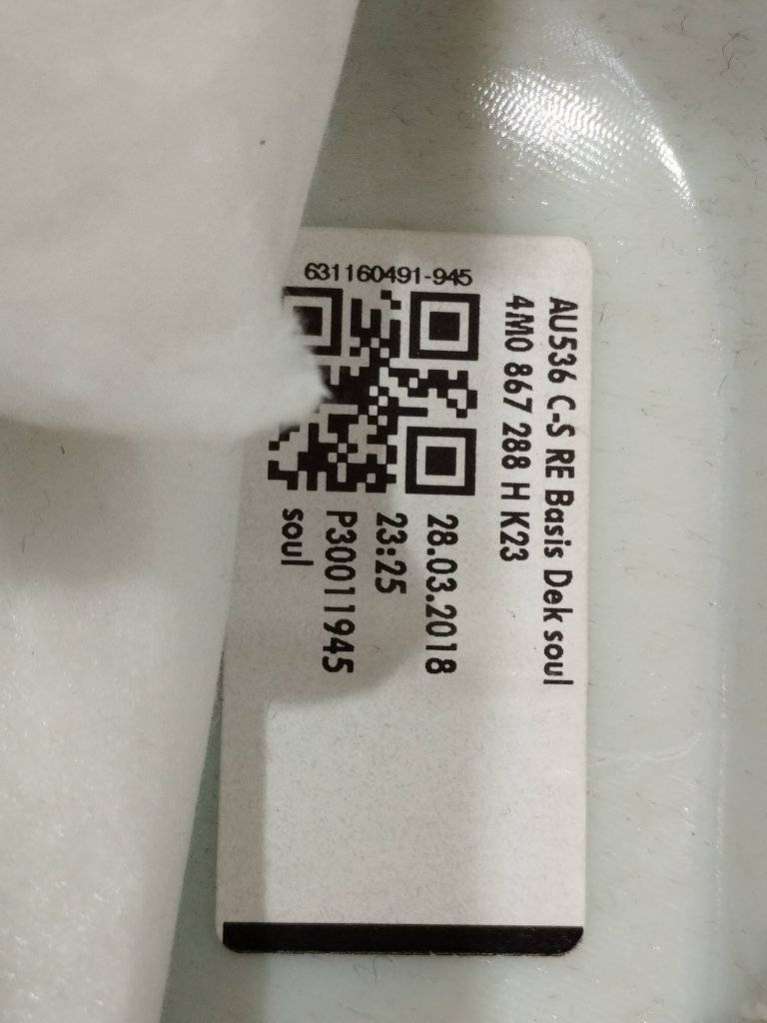 AU536 C-S RE Basis Dek soul
4M0 867 288 H K23
28.03.2018
23:25
P30011945
soul
631160491-945